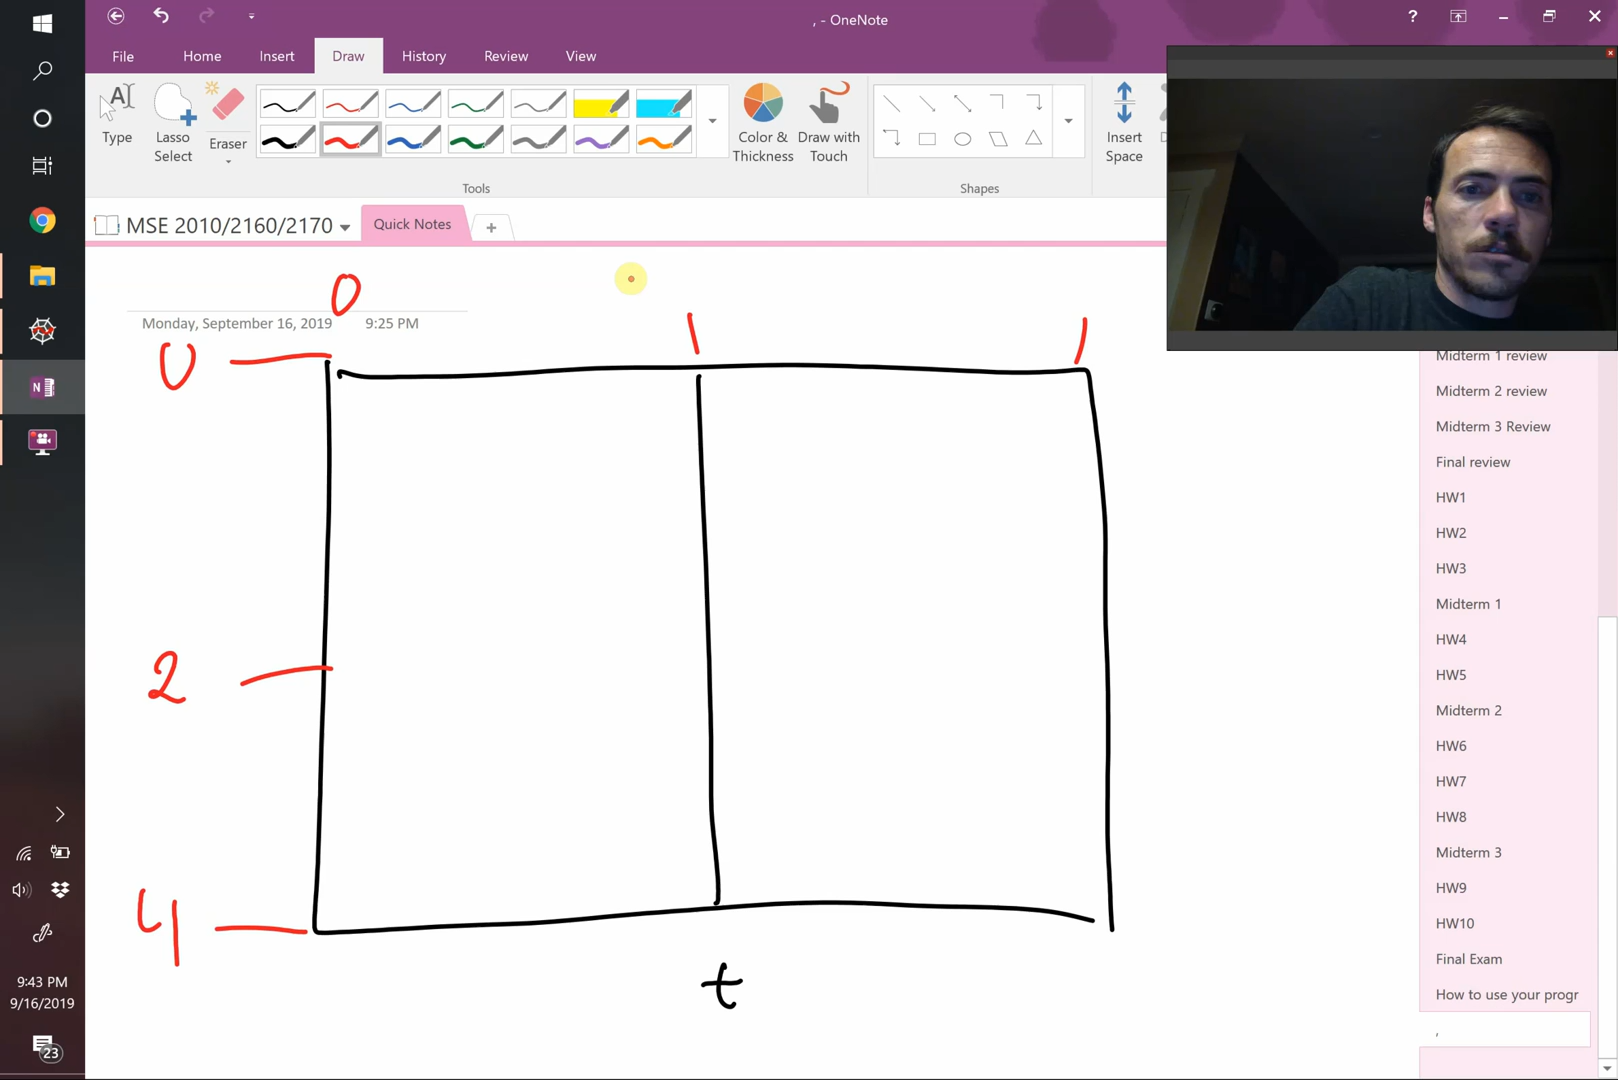 , - OneNote
?
File
Home
Insert
Draw
History
Review
View
Type
Lasso
Select
Eraser
Color &
Thickness
Draw with
Touch
Insert
Space
Tools
Shapes
MSE 2010/2160/2170
Quick Notes
+
0
Monday, September 16, 2019
9:25 PM
0
1
1
2
4
t
Midterm 1 review
Midterm 2 review
Midterm 3 Review
Final review
HW1
HW2
HW3
Midterm 1
HW4
HW5
Midterm 2
HW6
HW7
HW8
Midterm 3
HW9
HW10
Final Exam
How to use your progr
,
9:43 PM
9/16/2019
23